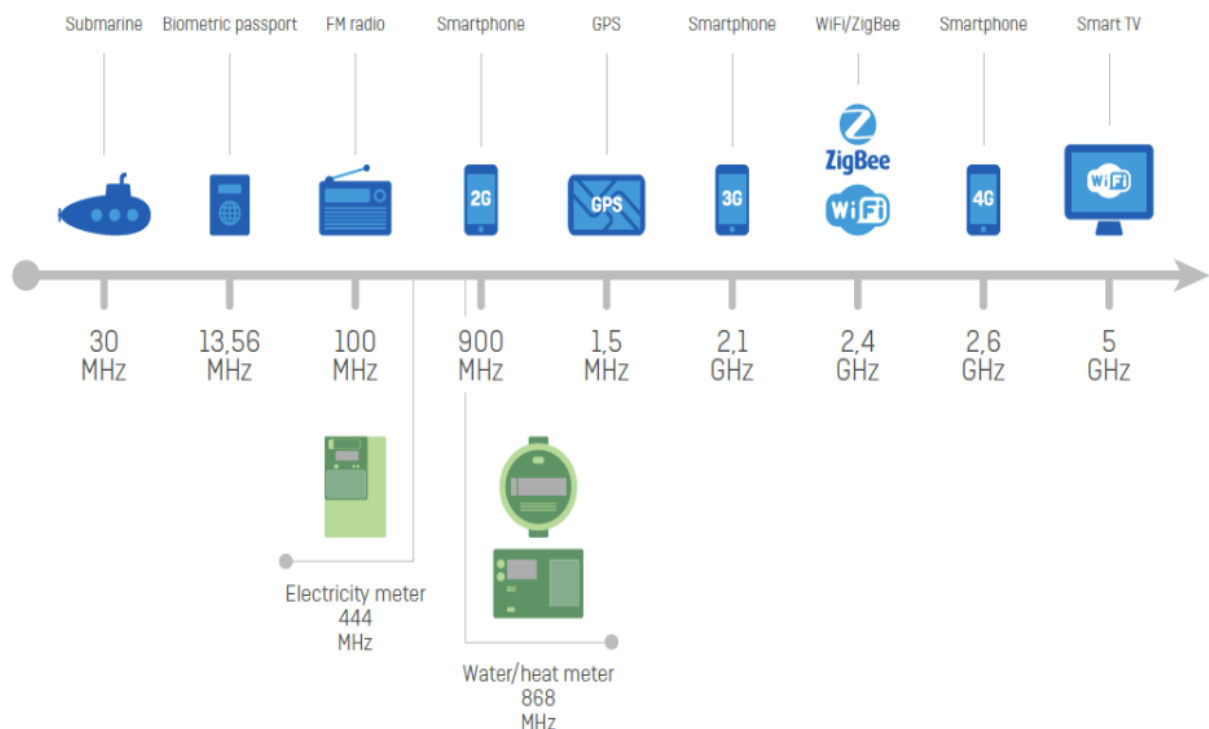 Submarine
Biometric passport
FM radio
Smartphone
GPS
Smartphone
WiFi/ZigBee
Smartphone
Smart TV
2G
GPS
3G
ZigBee
WiFi
4G
WiFi
30
MHz
13,56
MHz
100
MHz
900
MHz
1,5
MHz
2,1
GHz
2,4
GHz
2,6
GHz
5
GHz
Electricity meter
444
MHz
Water/heat meter
868
MHz